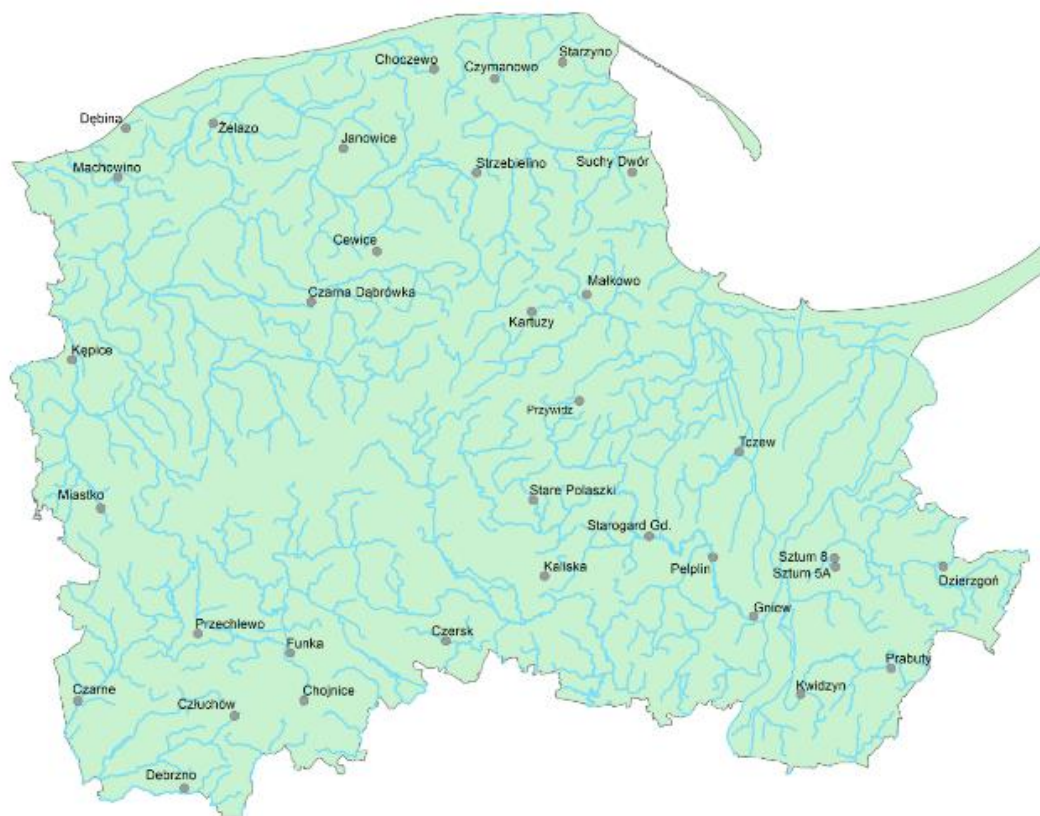 Starzyno
Choczewo
Czymanowo
Dębina
Żelazo
Janowice
Strzebielino
Suchy Dwór
Machowino
Cewice
Małkowo
Czarna Dąbrówka
Kartuzy
Kępice
Przywidz
Tczew
Miastko
Stare Polaszki
Starogard Gd.
Pelplin
Sztum 8
Sztum 5A
Kaliska
Dzierzgoń
Gniew
Przechlewo
Funka
Czersk
Prabuty
Czarne
Człuchów
Chojnice
Kwidzyn
Debrzno